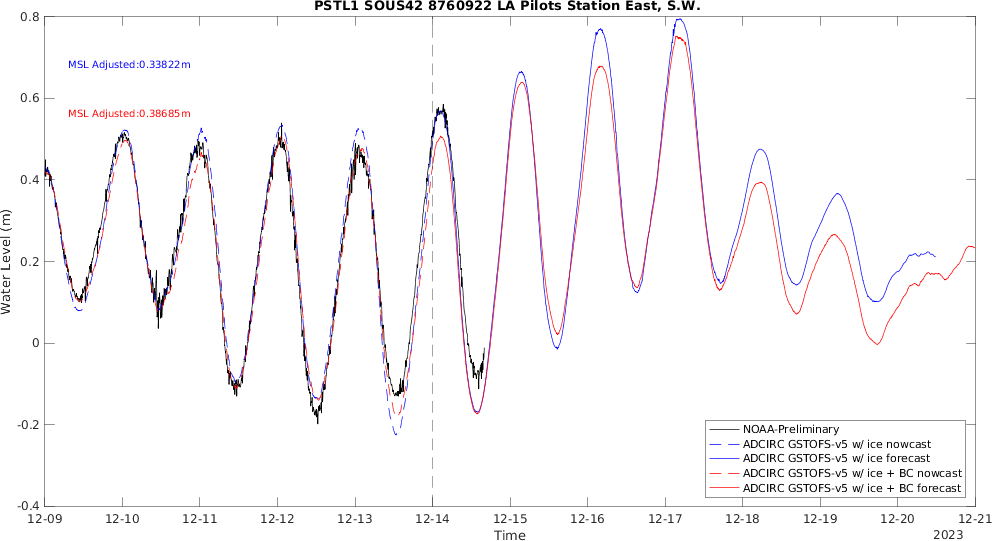 PSTL1 SOUS42 8760922 LA Pilots Station East, S.W.
MSL Adjusted:0.33822m
MSL Adjusted:0.38685m
Water Level (m)
0.8
0.6
0.4
0.2
0
-0.2
-0.4
NOAA-Preliminary
ADCIRC GSTOFS-v5 w/ ice nowcast
ADCIRC GSTOFS-v5 w/ ice forecast
ADCIRC GSTOFS-v5 w/ ice + BC nowcast
ADCIRC GSTOFS-v5 w/ ice + BC forecast
12-09 12-10 12-11 12-12 12-13 12-14 12-15 12-16 12-17 12-18 12-19 12-20 12-21
Time
2023